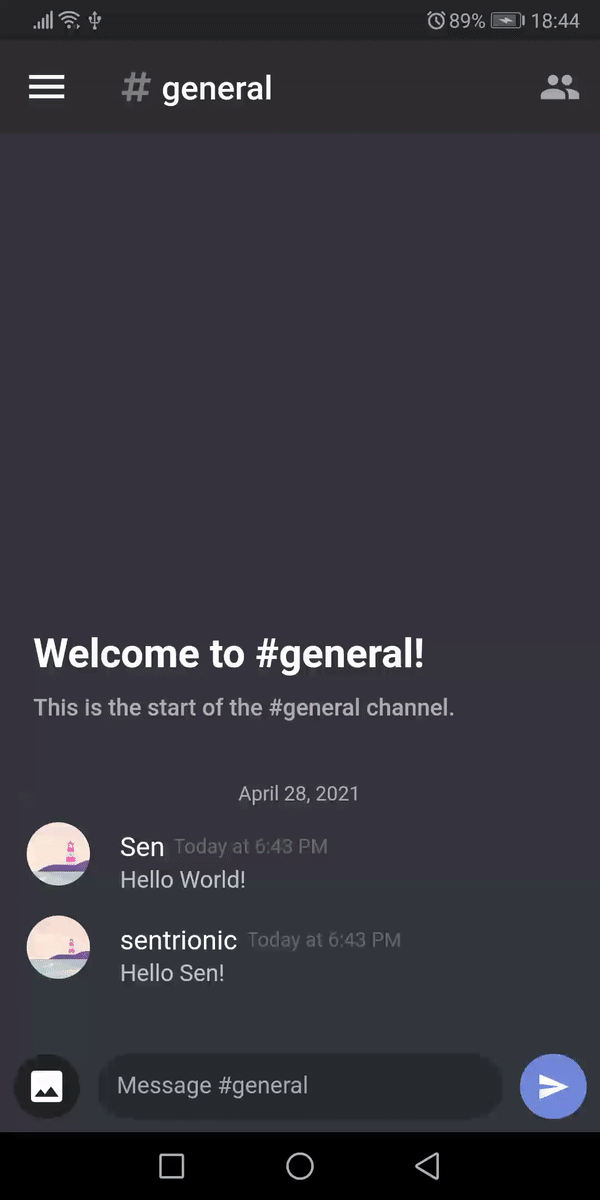 89% 18:44
# general
Welcome to #general!
This is the start of the #general channel.
April 28, 2021
Sen Today at 6:43 PM
Hello World!
sentrionic Today at 6:43 PM
Hello Sen!
Message #general